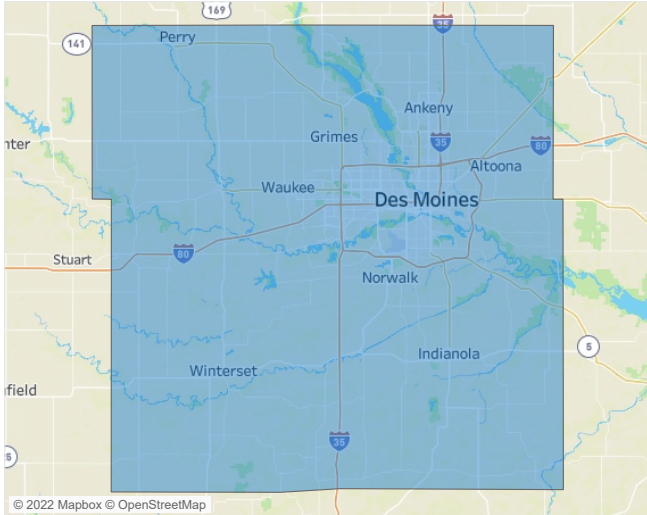 169
35
141
Perry
Ankeny
Grimes
35
80
nter
Altoona
Waukee
Des Moines
80
Stuart
Norwalk
5
Indianola
Winterset
nfield
35
5
© 2022 Mapbox © OpenStreetMap